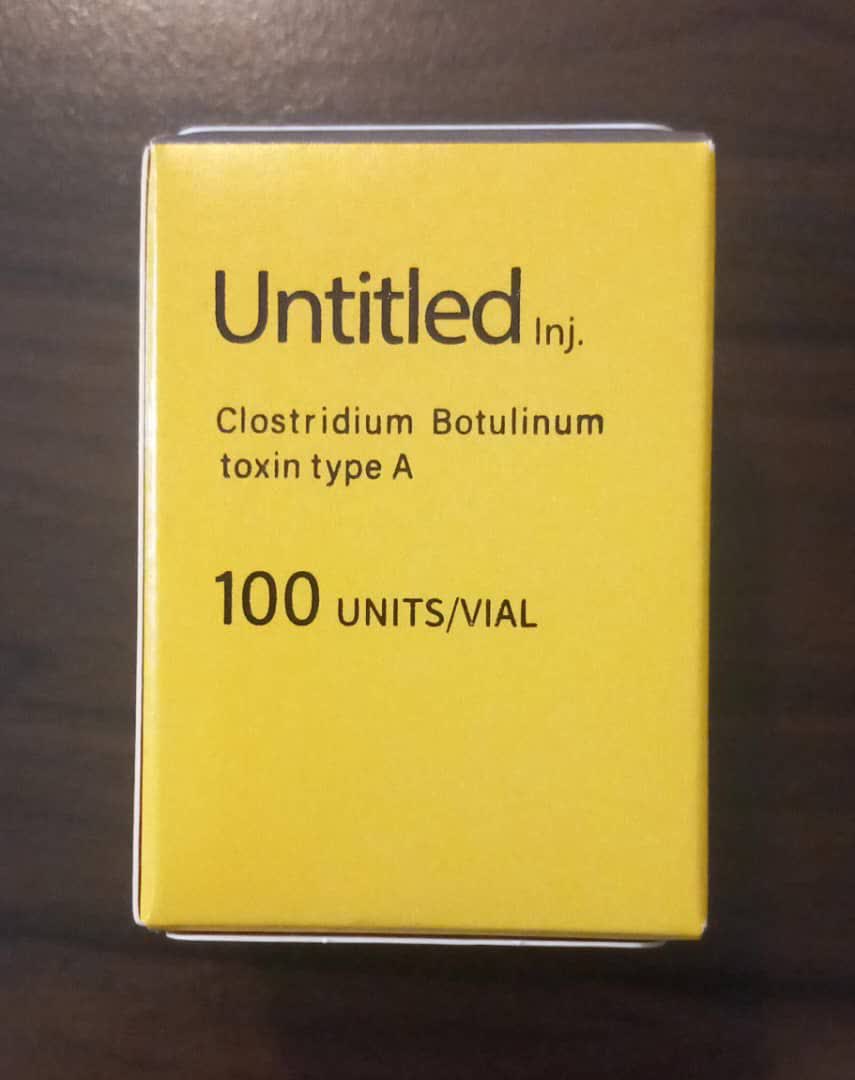 Untitled Inj.
Clostridium Botulinum
toxin type A
100 UNITS/VIAL